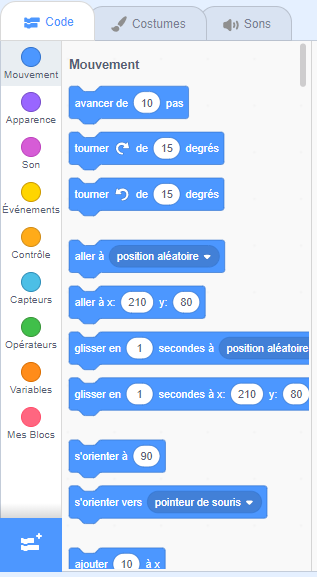 Code Costumes Sons
Mouvement
Apparence
Son
Événements
Contrôle
Capteurs
Opérateurs
Variables
Mes Blocs
Mouvement
avancer de 10 pas
tourner de 15 degrés
tourner de 15 degrés
aller à position aléatoire
aller à x: 210 y: 80
glisser en 1 secondes à position aléatoire
glisser en 1 secondes à x: 210 y: 80
s'orienter à 90
s'orienter vers pointeur de souris
ajouter 10 à x